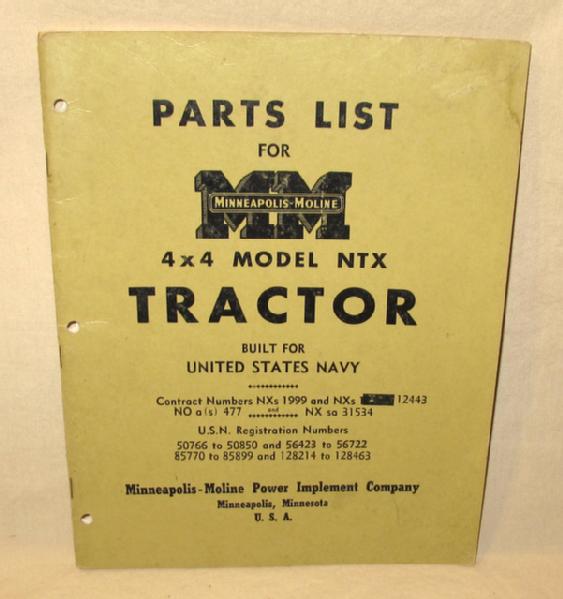 PARTS LIST
FOR
MM
MINNEAPOLIS-MOLINE
4x4 MODEL NTX
TRACTOR
BUILT FOR
UNITED STATES NAVY
Contract Numbers NXs 1999 and NXs 12443
NO a(s) 477 and NX sa 31534
U.S.N. Registration Numbers
50766 to 50850 and 56423 to 56722
85770 to 85899 and 128214 to 128463
Minneapolis-Moline Power Implement Company
Minneapolis, Minnesota
U. S. A.